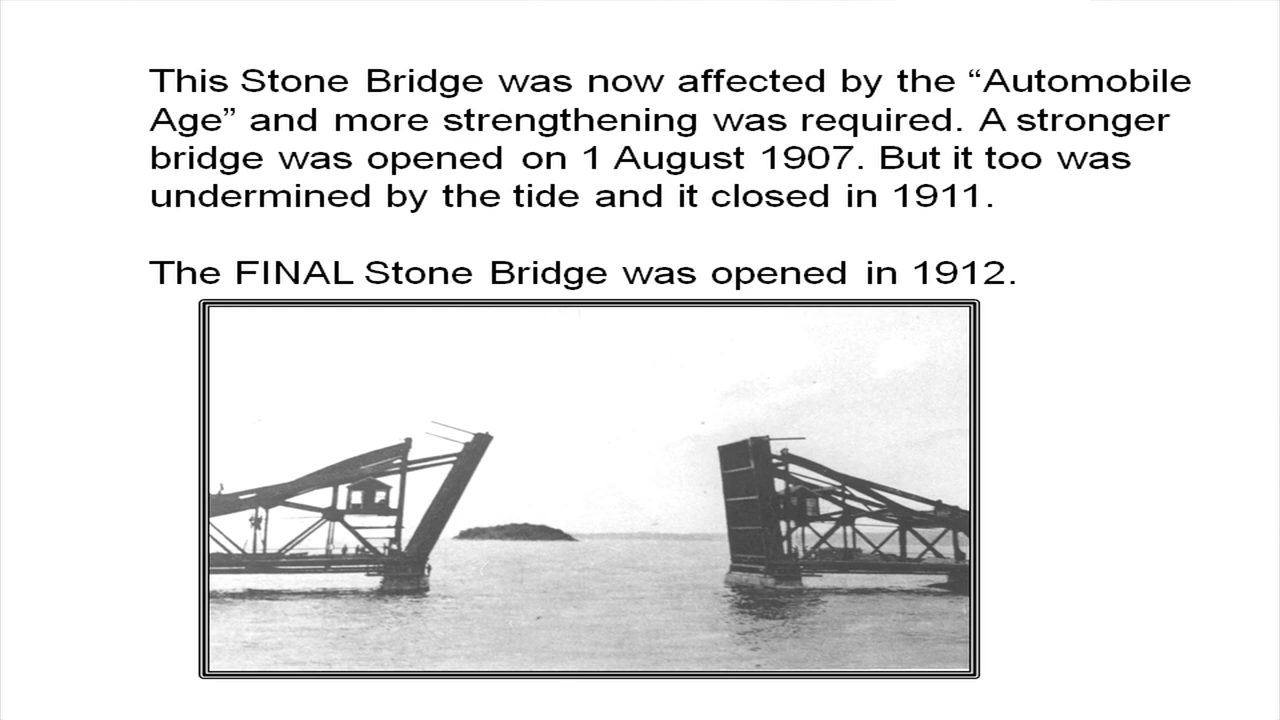 This Stone Bridge was now affected by the “Automobile
Age” and more strengthening was required. A stronger
bridge was opened on 1 August 1907. But it too was
undermined by the tide and it closed in 1911.
The FINAL Stone Bridge was opened in 1912.